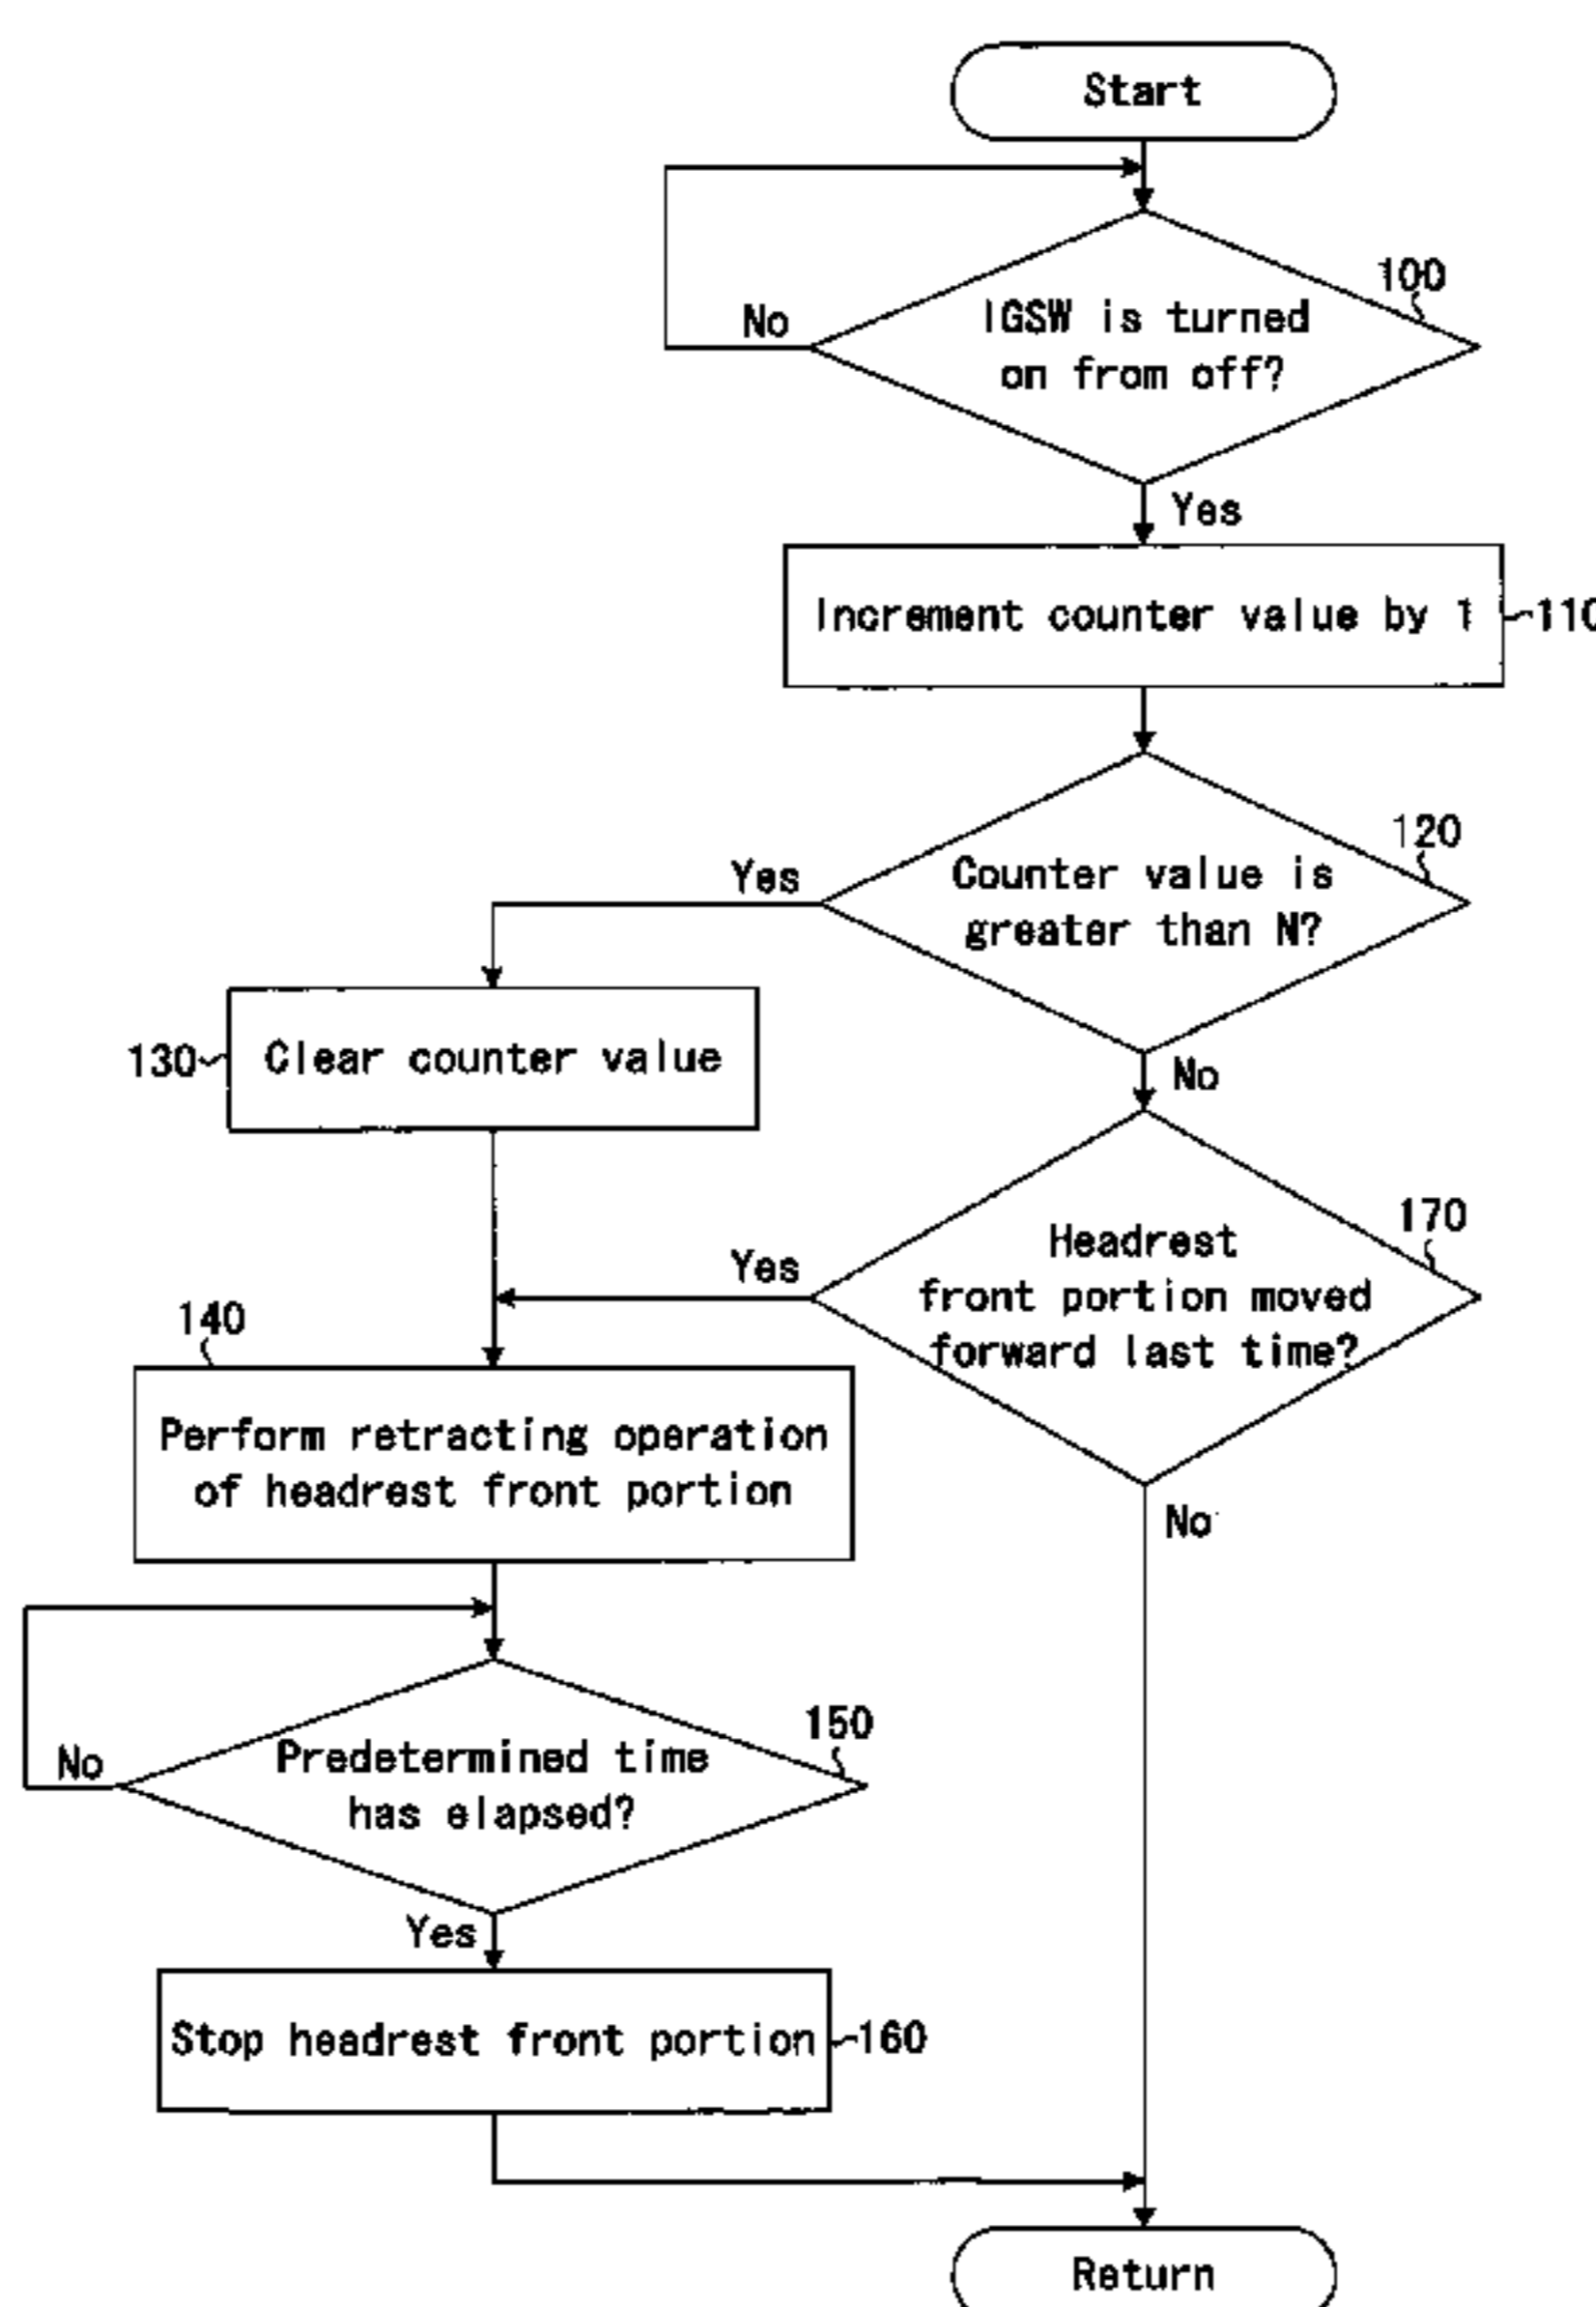 Start
100
IGSW is turned
on from off?
No
Yes
Increment counter value by 1
110
120
Counter value is
greater than N?
Yes
No
130
Clear counter value
170
Headrest
front portion moved
forward last time?
Yes
No
140
Perform retracting operation
of headrest front portion
150
Predetermined time
has elapsed?
No
Yes
Stop headrest front portion
160
Return